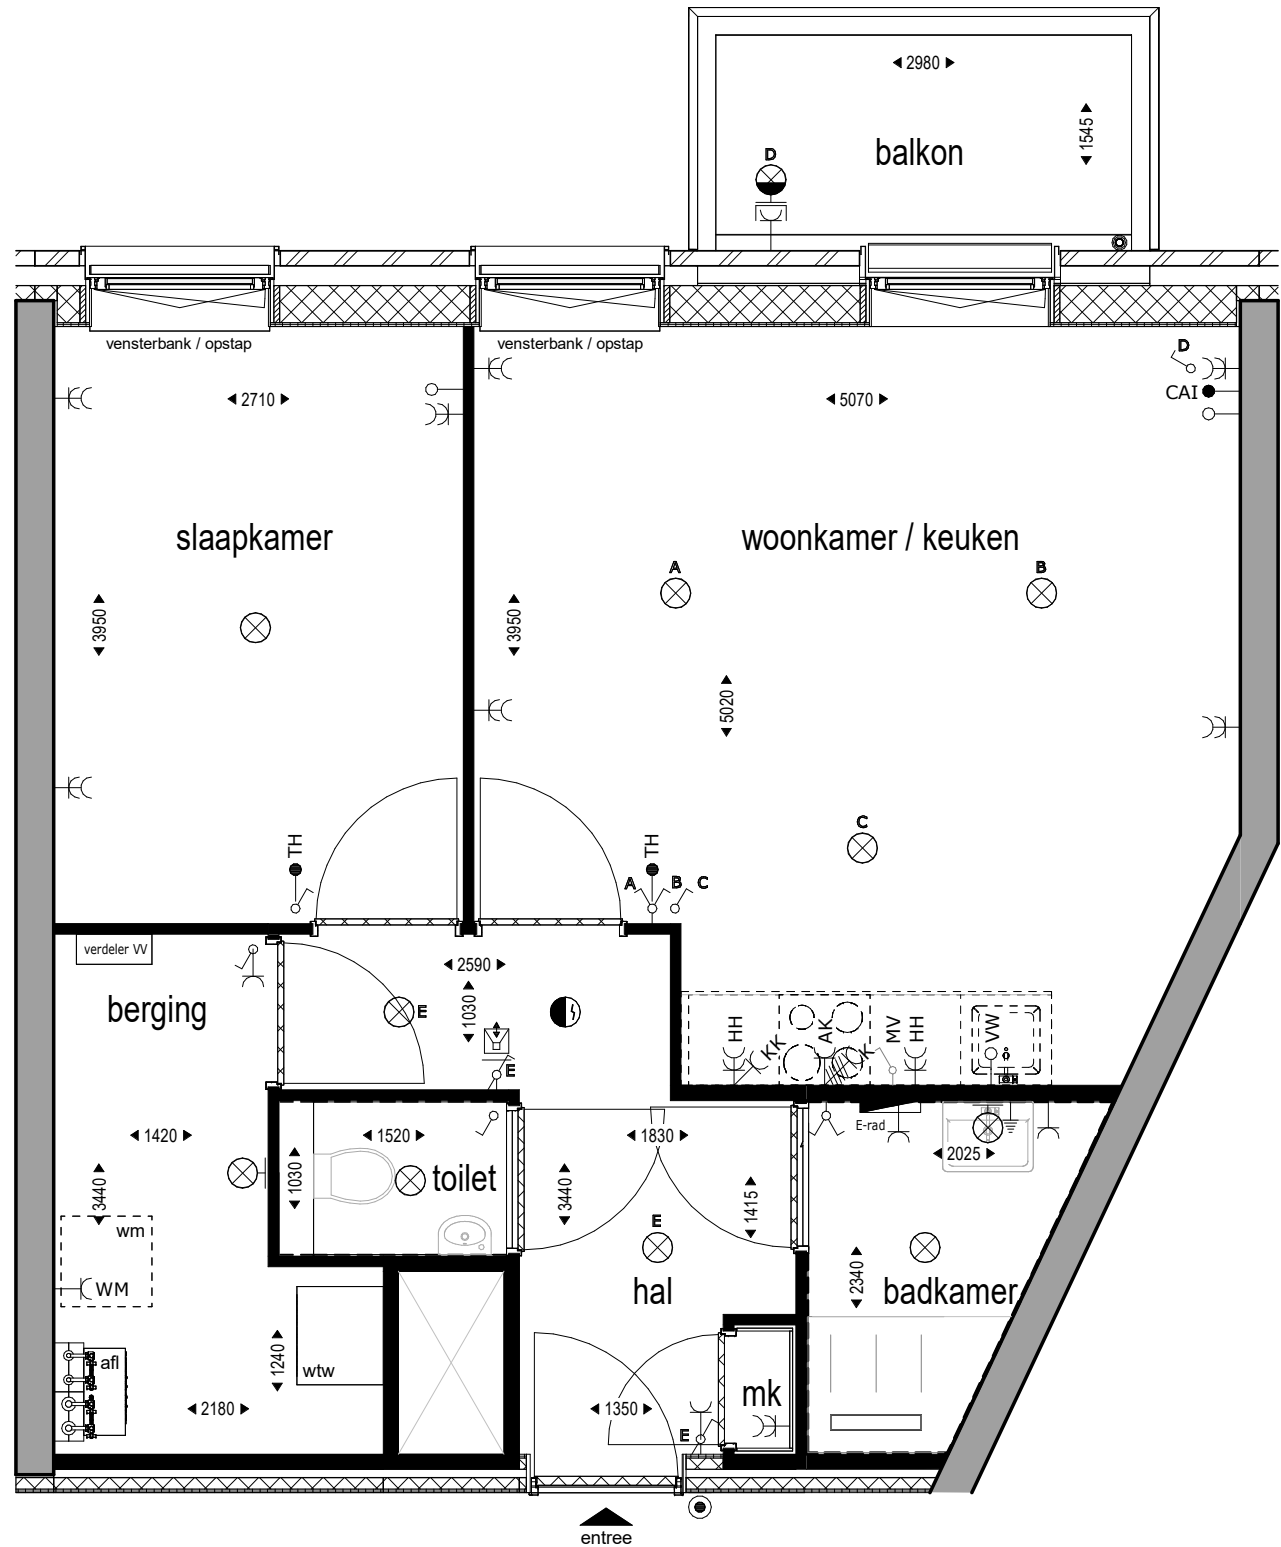 2980
1545
balkon
D
vensterbank / opstap
vensterbank / opstap
D
CAI
2710
5070
slaapkamer
woonkamer / keuken
A
B
3950
3950
5020
C
TH
TH
A
B
C
verdeler VV
2590
berging
E
1030
HH
KK
AK
KK
MV
HH
VW
E
E-rad
1420
1520
1830
2025
3440
1030
toilet
3440
1415
wm
E
WM
hal
2340
badkamer
afl
1240
wtw
mk
2180
1350
E
entree